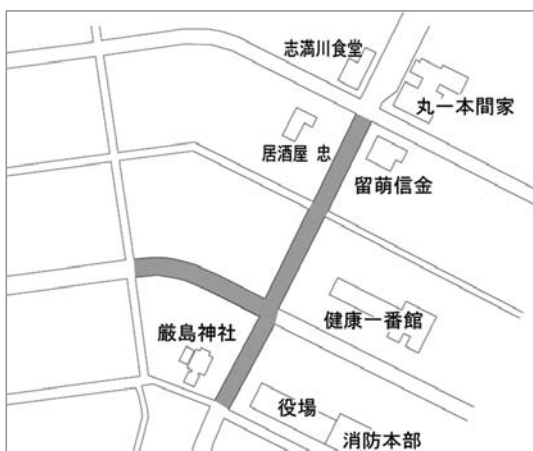 志満川食堂
丸一本間家
居酒屋 忠
留萌信金
健康一番館
厳島神社
役場
消防本部